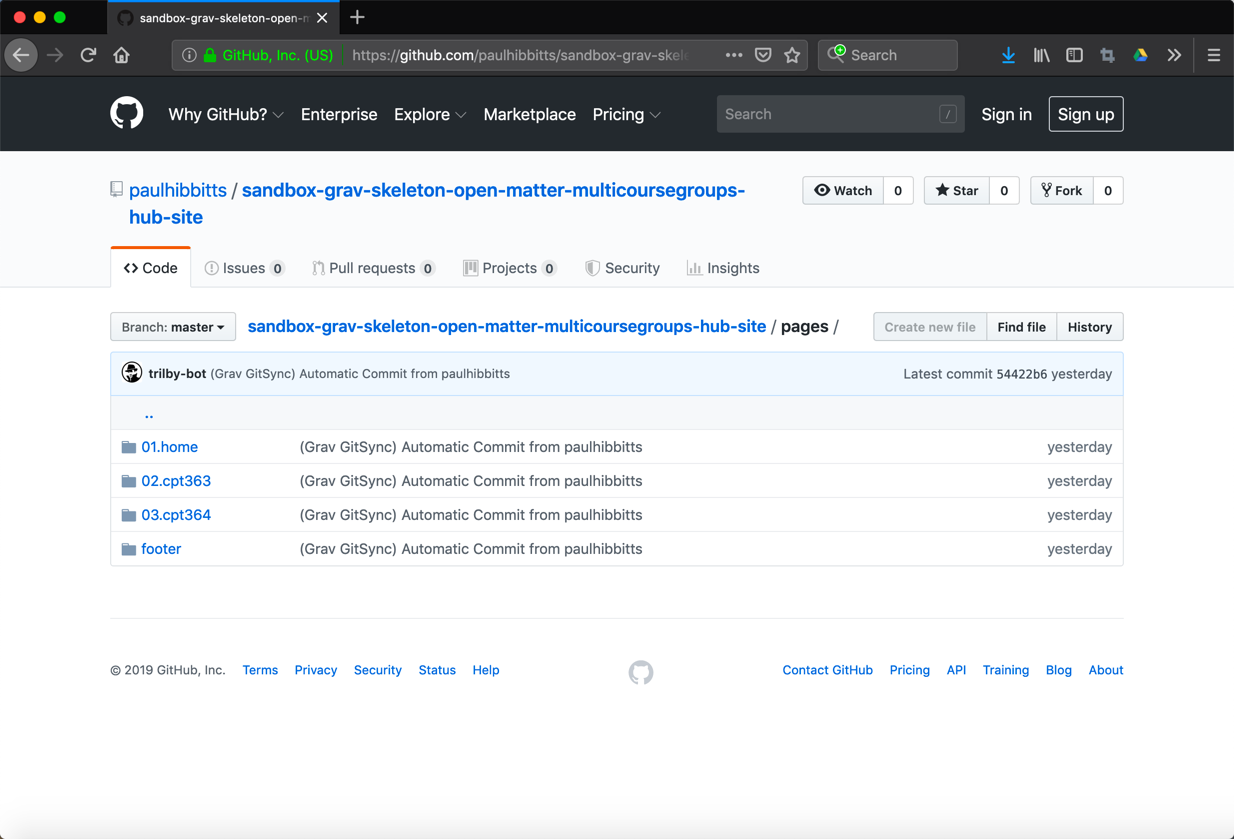 sandbox-grav-skeleton-open-m
GitHub, Inc. (US) https://github.com/paulhibbitts/sandbox-grav-skele Search
Why GitHub? Enterprise Explore Marketplace Pricing Search / Sign in Sign up
paulhibbitts / sandbox-grav-skeleton-open-matter-multicoursegroups-
hub-site
Watch 0 Star 0 Fork 0
Code Issues 0 Pull requests 0 Projects 0 Security Insights
Branch: master sandbox-grav-skeleton-open-matter-multicoursegroups-hub-site / pages / Create new file Find file History
trilby-bot (Grav GitSync) Automatic Commit from paulhibbitts Latest commit 54422b6 yesterday
..
01.home (Grav GitSync) Automatic Commit from paulhibbitts yesterday
02.cpt363 (Grav GitSync) Automatic Commit from paulhibbitts yesterday
03.cpt364 (Grav GitSync) Automatic Commit from paulhibbitts yesterday
footer (Grav GitSync) Automatic Commit from paulhibbitts yesterday
© 2019 GitHub, Inc. Terms Privacy Security Status Help Contact GitHub Pricing API Training Blog About